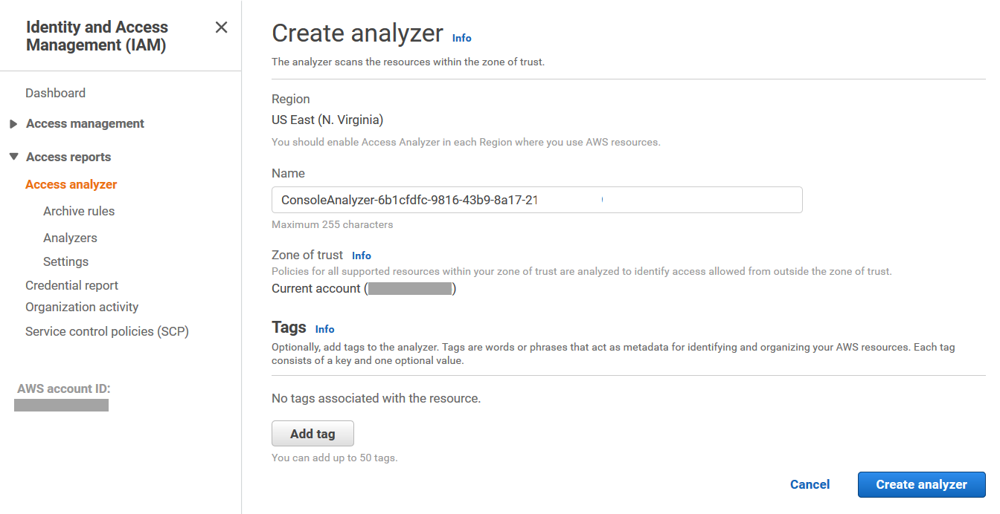 Identity and Access
Management (IAM)
Dashboard
Access management
Access reports
Access analyzer
Archive rules
Analyzers
Settings
Credential report
Organization activity
Service control policies (SCP)
AWS account ID:
Create analyzer Info
The analyzer scans the resources within the zone of trust.
Region
US East (N. Virginia)
You should enable Access Analyzer in each Region where you use AWS resources.
Name
ConsoleAnalyzer-6b1cfdfc-9816-43b9-8a17-21
Maximum 255 characters
Zone of trust Info
Policies for all supported resources within your zone of trust are analyzed to identify access allowed from outside the zone of trust.
Current account ( )
Tags Info
Optionally, add tags to the analyzer. Tags are words or phrases that act as metadata for identifying and organizing your AWS resources. Each tag
consists of a key and one optional value.
No tags associated with the resource.
Add tag
You can add up to 50 tags.
Cancel Create analyzer